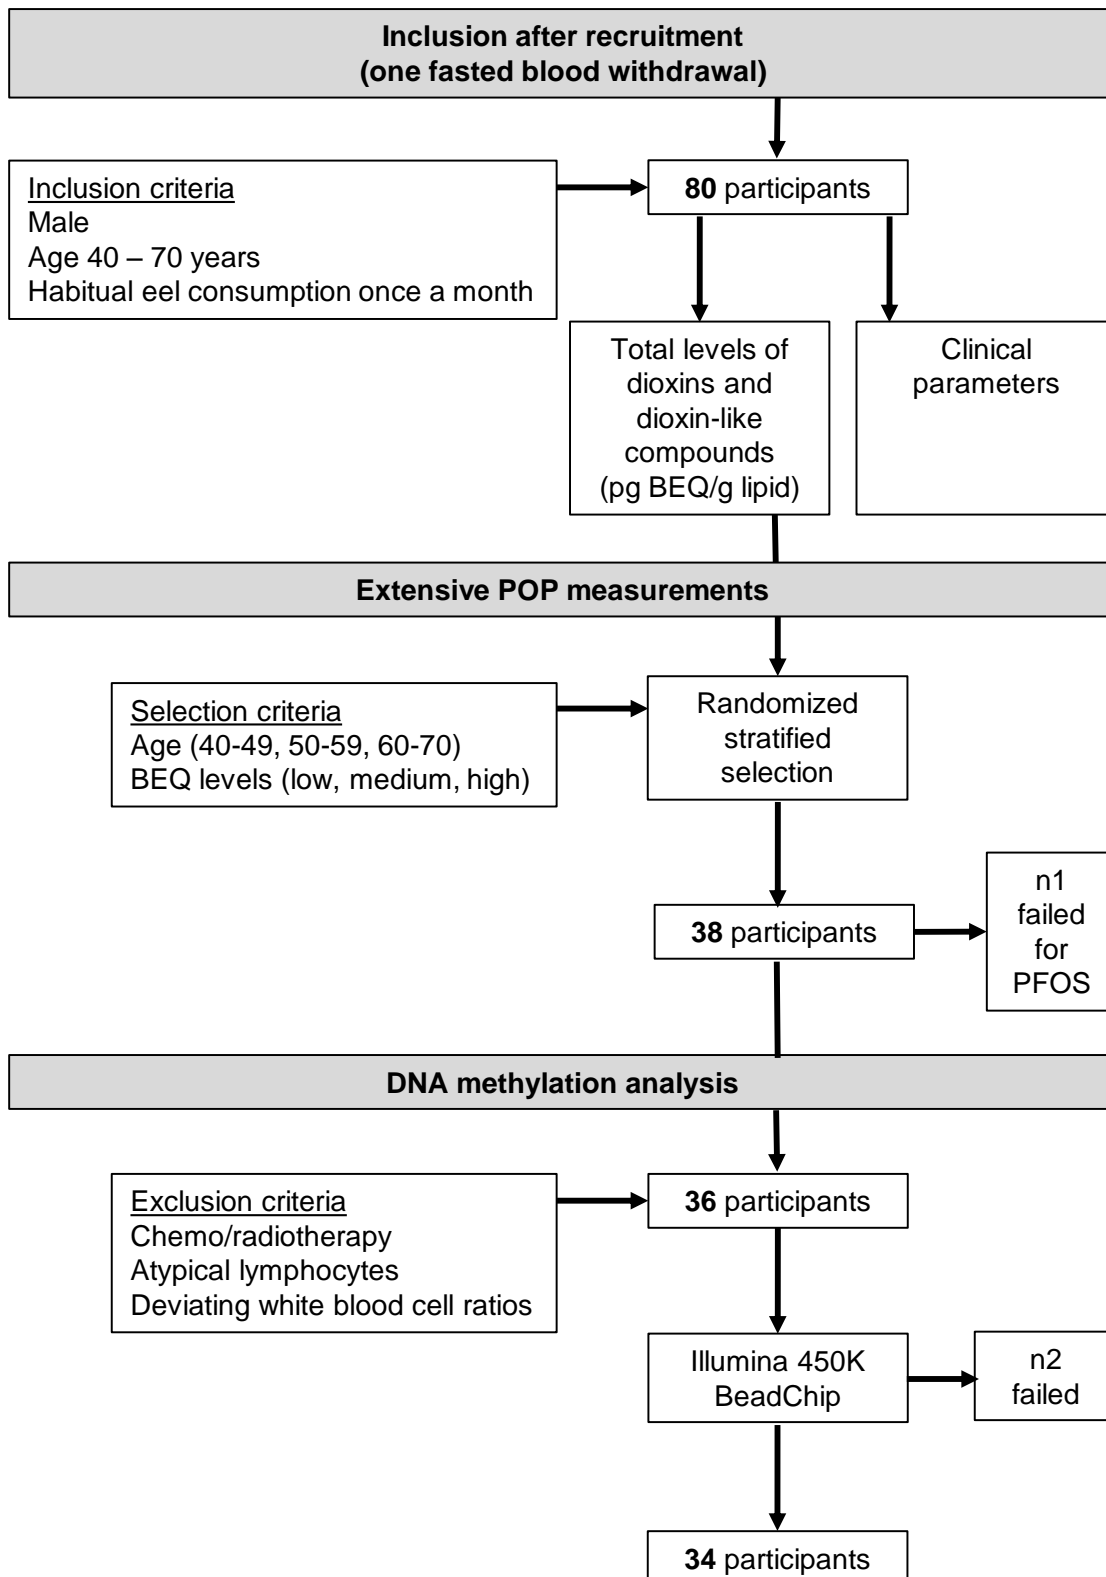 Inclusion after recruitment
(one fasted blood withdrawal)
Inclusion criteria
Male
Age 40 – 70 years
Habitual eel consumption once a month
80 participants
Total levels of
dioxins and
dioxin-like
compounds
(pg BEQ/g lipid)
Clinical
parameters
Extensive POP measurements
Selection criteria
Age (40-49, 50-59, 60-70)
BEQ levels (low, medium, high)
Randomized
stratified
selection
38 participants
n1
failed
for
PFOS
DNA methylation analysis
Exclusion criteria
Chemo/radiotherapy
Atypical lymphocytes
Deviating white blood cell ratios
36 participants
Illumina 450K
BeadChip
n2
failed
34 participants